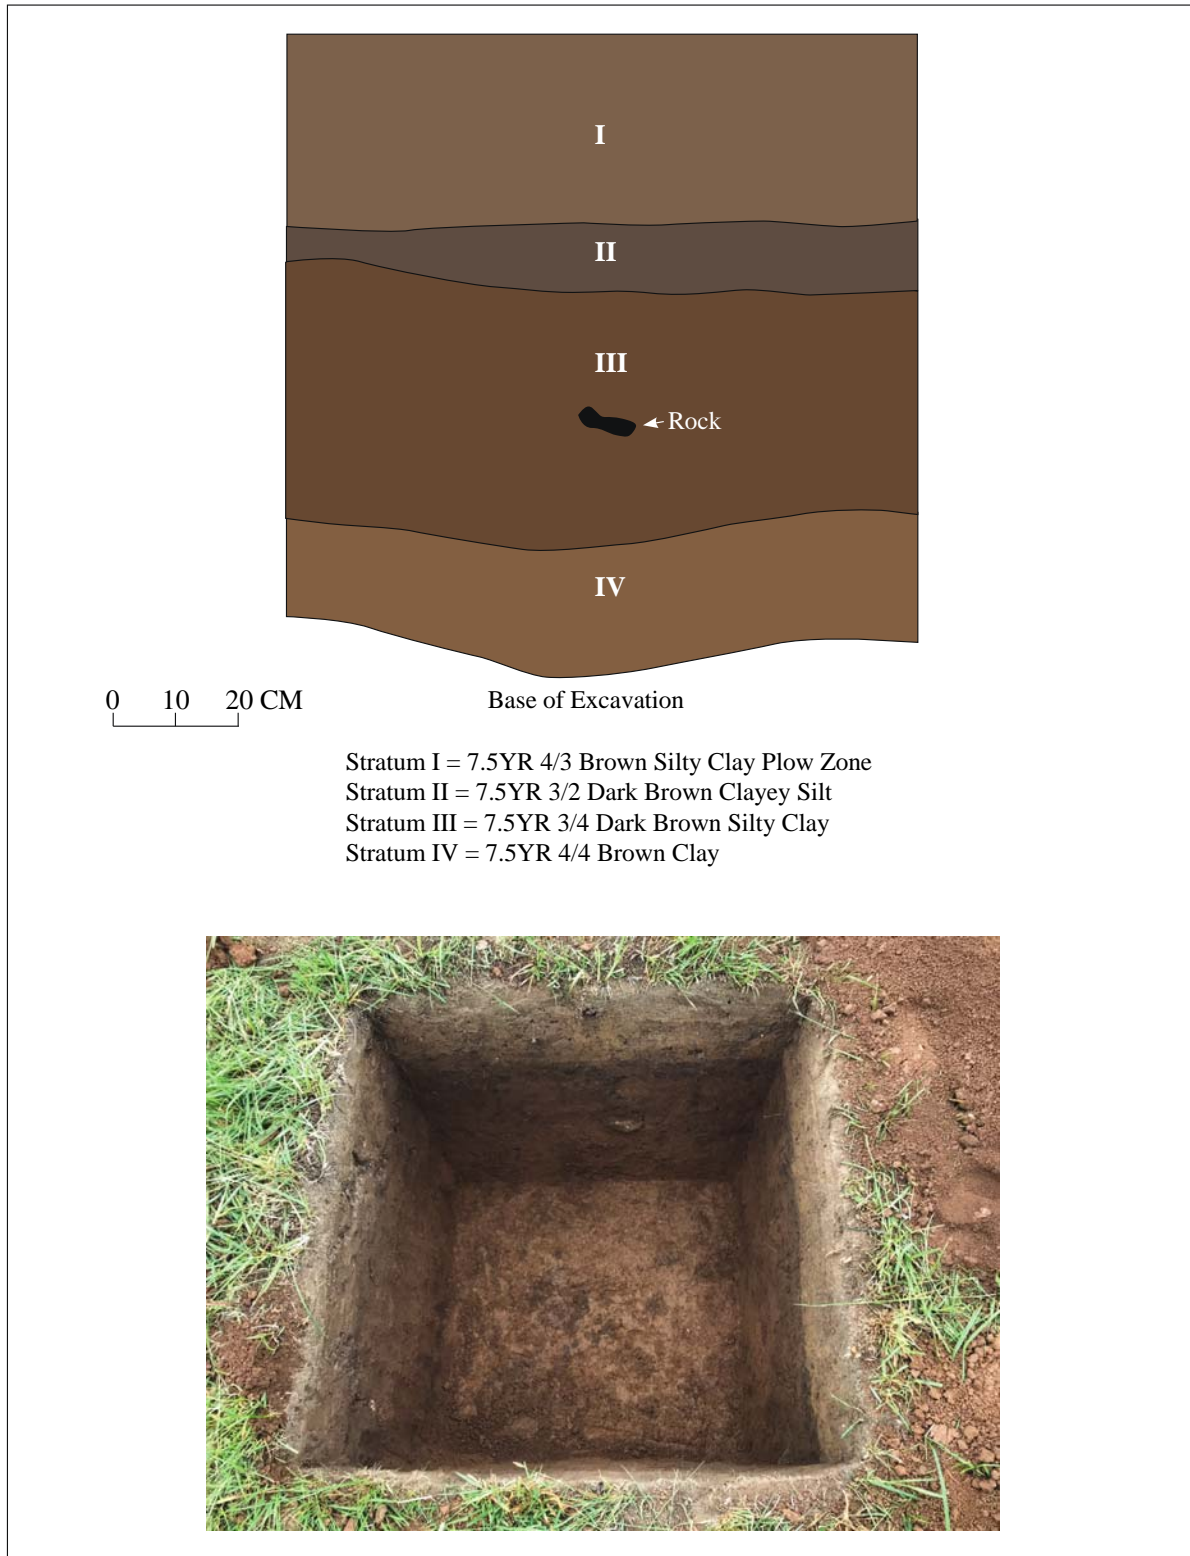 I
II
III
Rock
IV
0 10 20 CM
Base of Excavation
Stratum I = 7.5YR 4/3 Brown Silty Clay Plow Zone
Stratum II = 7.5YR 3/2 Dark Brown Clayey Silt
Stratum III = 7.5YR 3/4 Dark Brown Silty Clay
Stratum IV = 7.5YR 4/4 Brown Clay